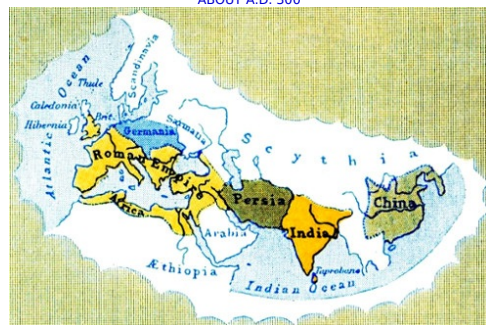 ABOUT A.D. 300
Atlantic Ocean
Thule
Scandinavia
Caledonia
Hibernia
Brit.
Germania
Sarmatia
Scythia
Roman Empire
Africa
Arabia
Æthiopia
Persia
India
China
Taprobane
Indian Ocean